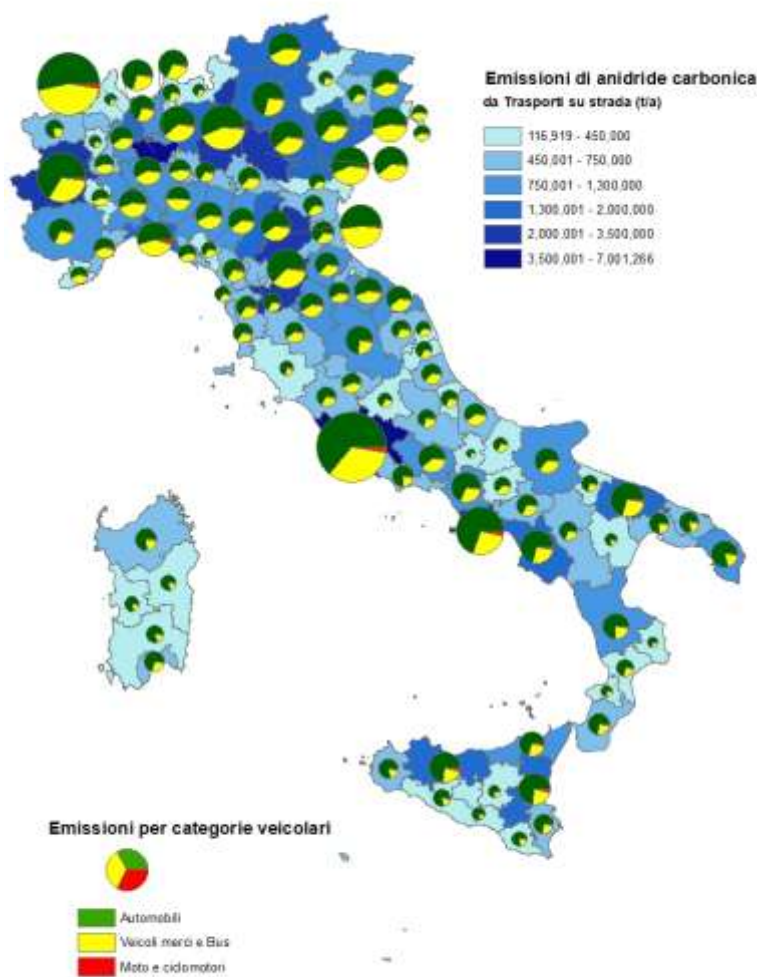 Emissioni di anidride carbonica
da Trasporti su strada (t/a)
116,919 - 450,000
450,001 - 750,000
750,001 - 1,300,000
1,300,001 - 2,000,000
2,000,001 - 3,500,000
3,500,001 - 7,001,266
Emissioni per categorie veicolari
Automobili
Veicoli merci e Bus
Moto e ciclomotori